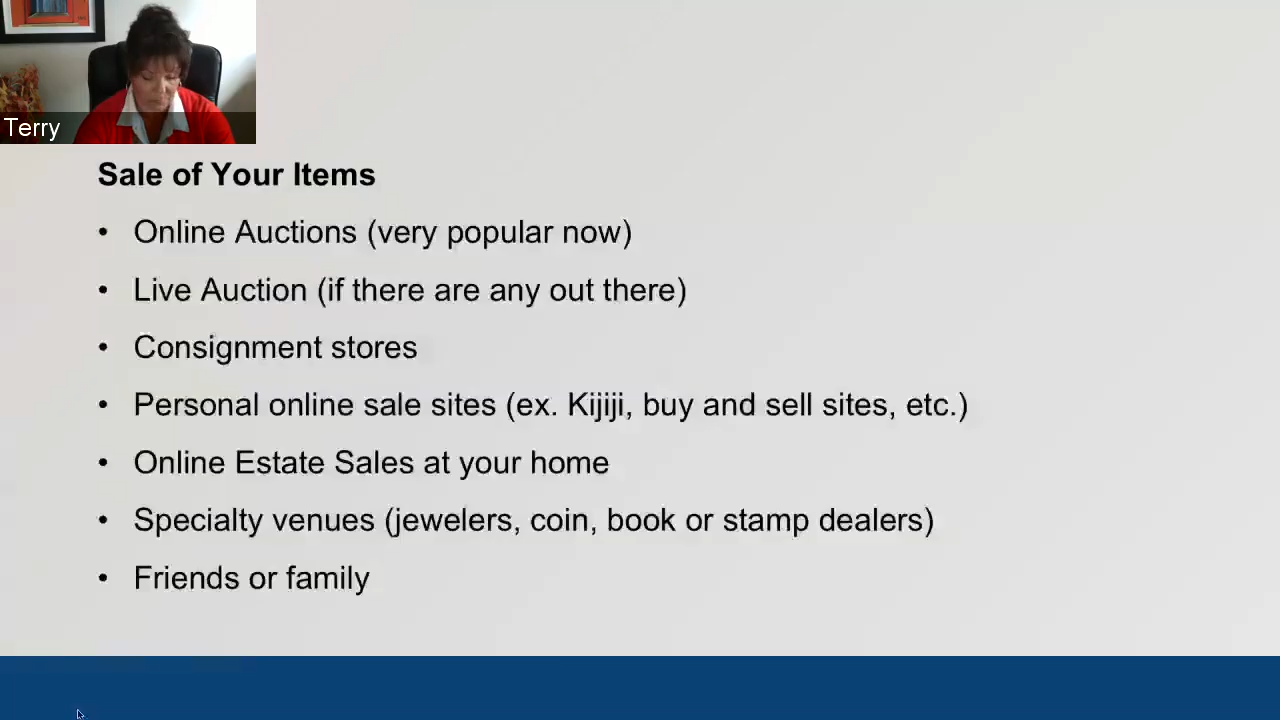 Terry
Sale of Your Items
• Online Auctions (very popular now)
• Live Auction (if there are any out there)
• Consignment stores
• Personal online sale sites (ex. Kijiji, buy and sell sites, etc.)
• Online Estate Sales at your home
• Specialty venues (jewelers, coin, book or stamp dealers)
• Friends or family